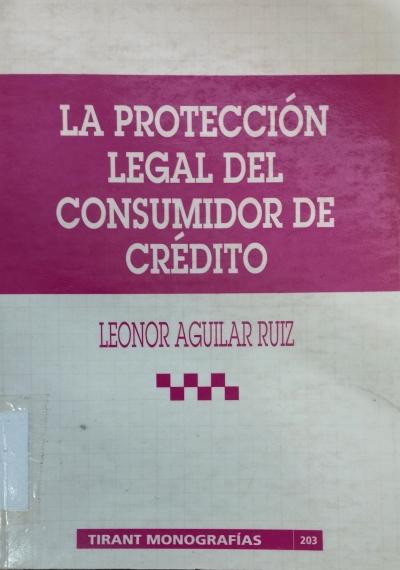 LA PROTECCIÓN
LEGAL DEL
CONSUMIDOR DE
CRÉDITO
LEONOR AGUILAR RUIZ
TIRANT MONOGRAFÍAS 203